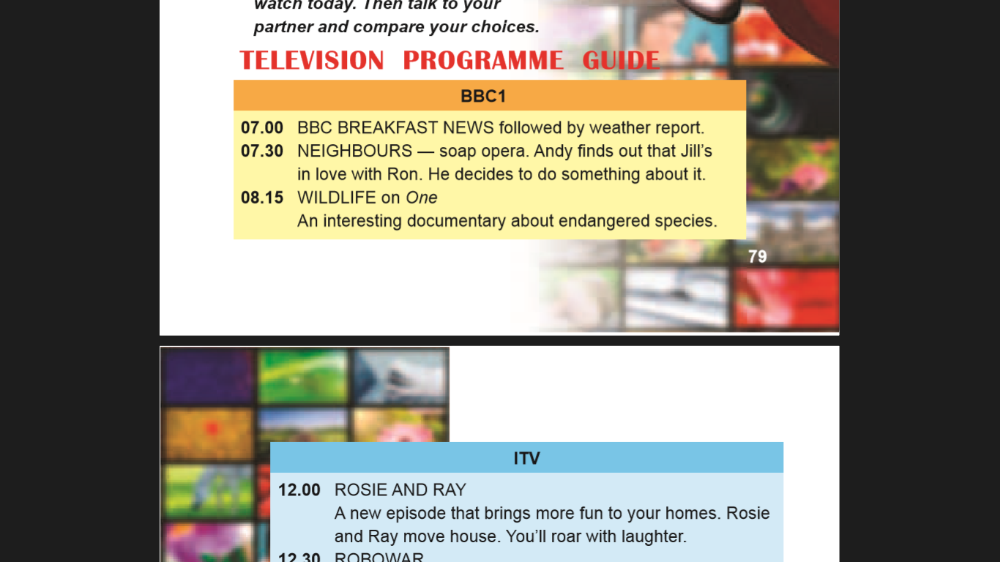 watch today. Then talk to your
partner and compare your choices.
TELEVISION PROGRAMME GUIDE
BBC1
07.00 BBC BREAKFAST NEWS followed by weather report.
07.30 NEIGHBOURS — soap opera. Andy finds out that Jill's
in love with Ron. He decides to do something about it.
08.15 WILDLIFE on One
An interesting documentary about endangered species.
79
ITV
12.00 ROSIE AND RAY
A new episode that brings more fun to your homes. Rosie
and Ray move house. You'll roar with laughter.
12.30 ROBOWAR